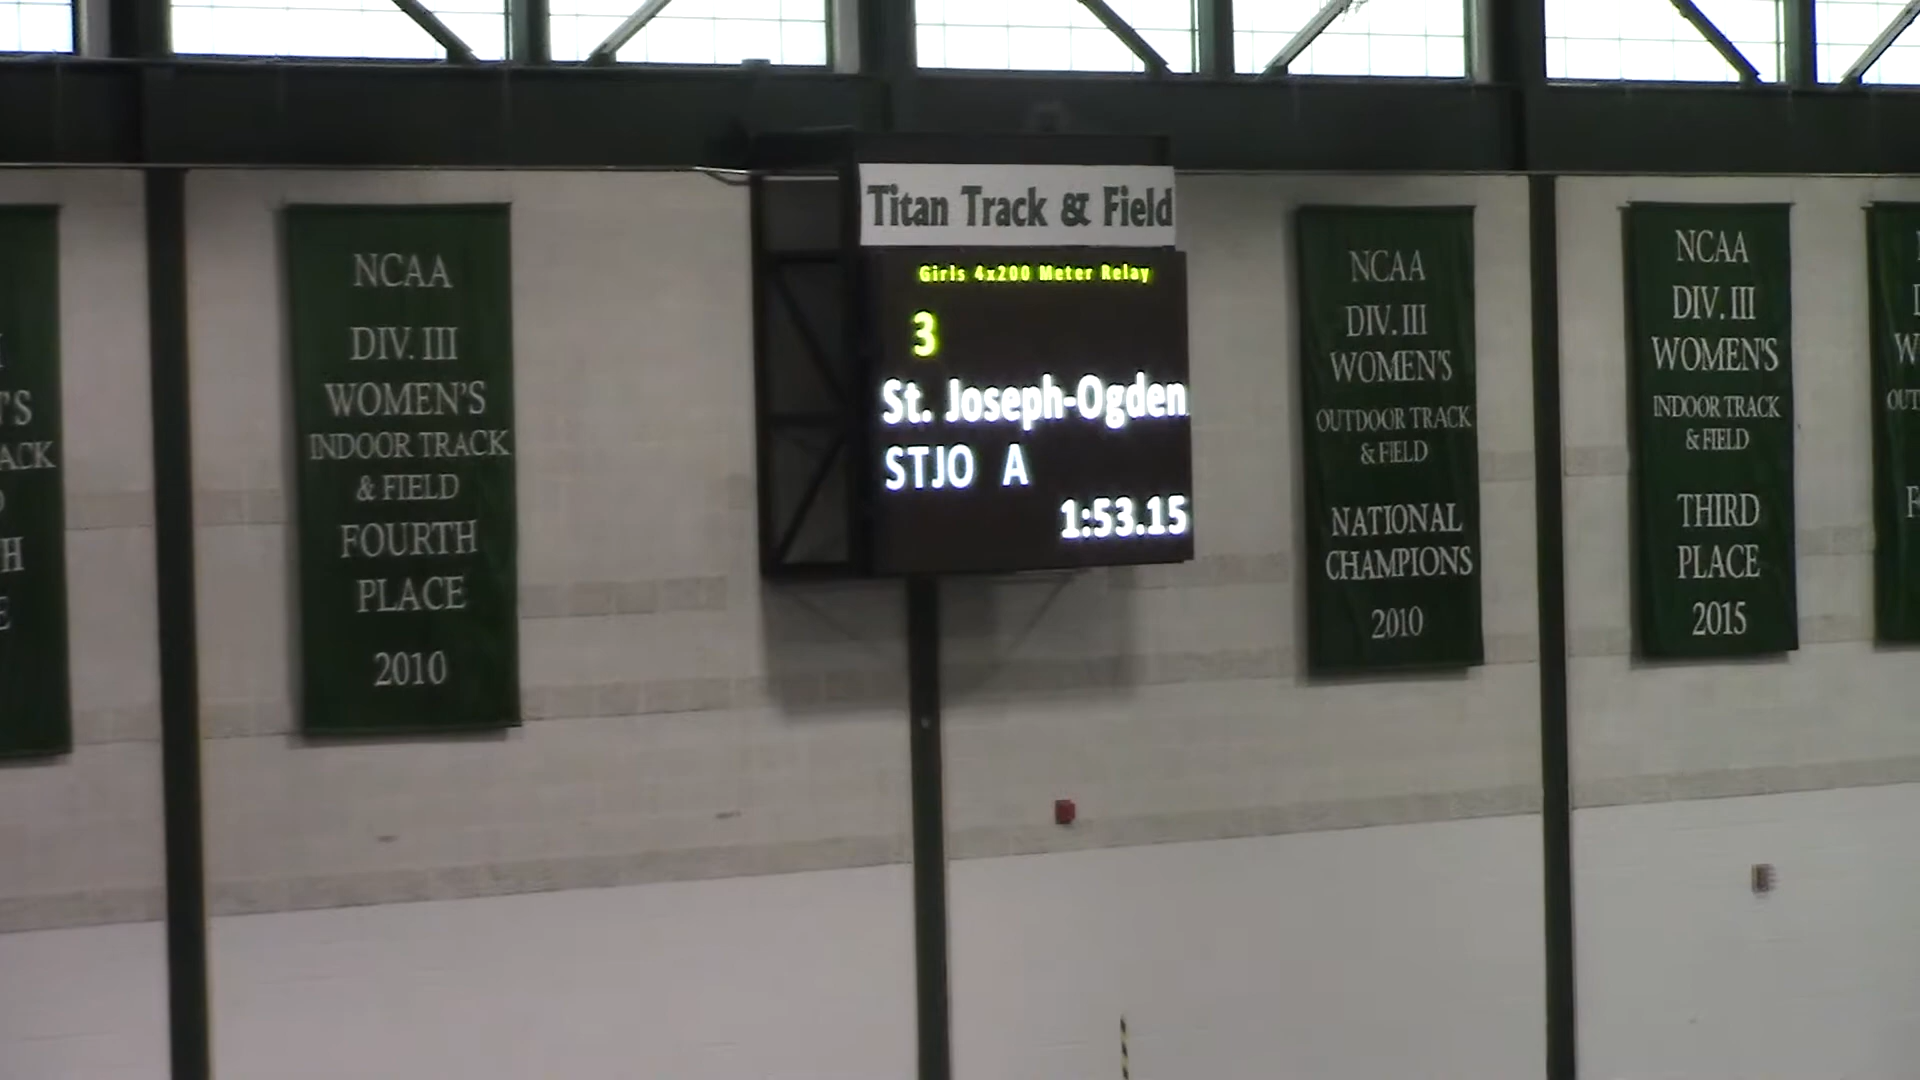 Titan Track & Field
Girls 4x200 Meter Relay
3
St. Joseph-Ogden
STJO A
1:53.15
NCAA
DIV. III
WOMEN'S
INDOOR TRACK
& FIELD
FOURTH
PLACE
2010
NCAA
DIV. III
WOMEN'S
OUTDOOR TRACK
& FIELD
NATIONAL
CHAMPIONS
2010
NCAA
DIV. III
WOMEN'S
INDOOR TRACK
& FIELD
THIRD
PLACE
2015